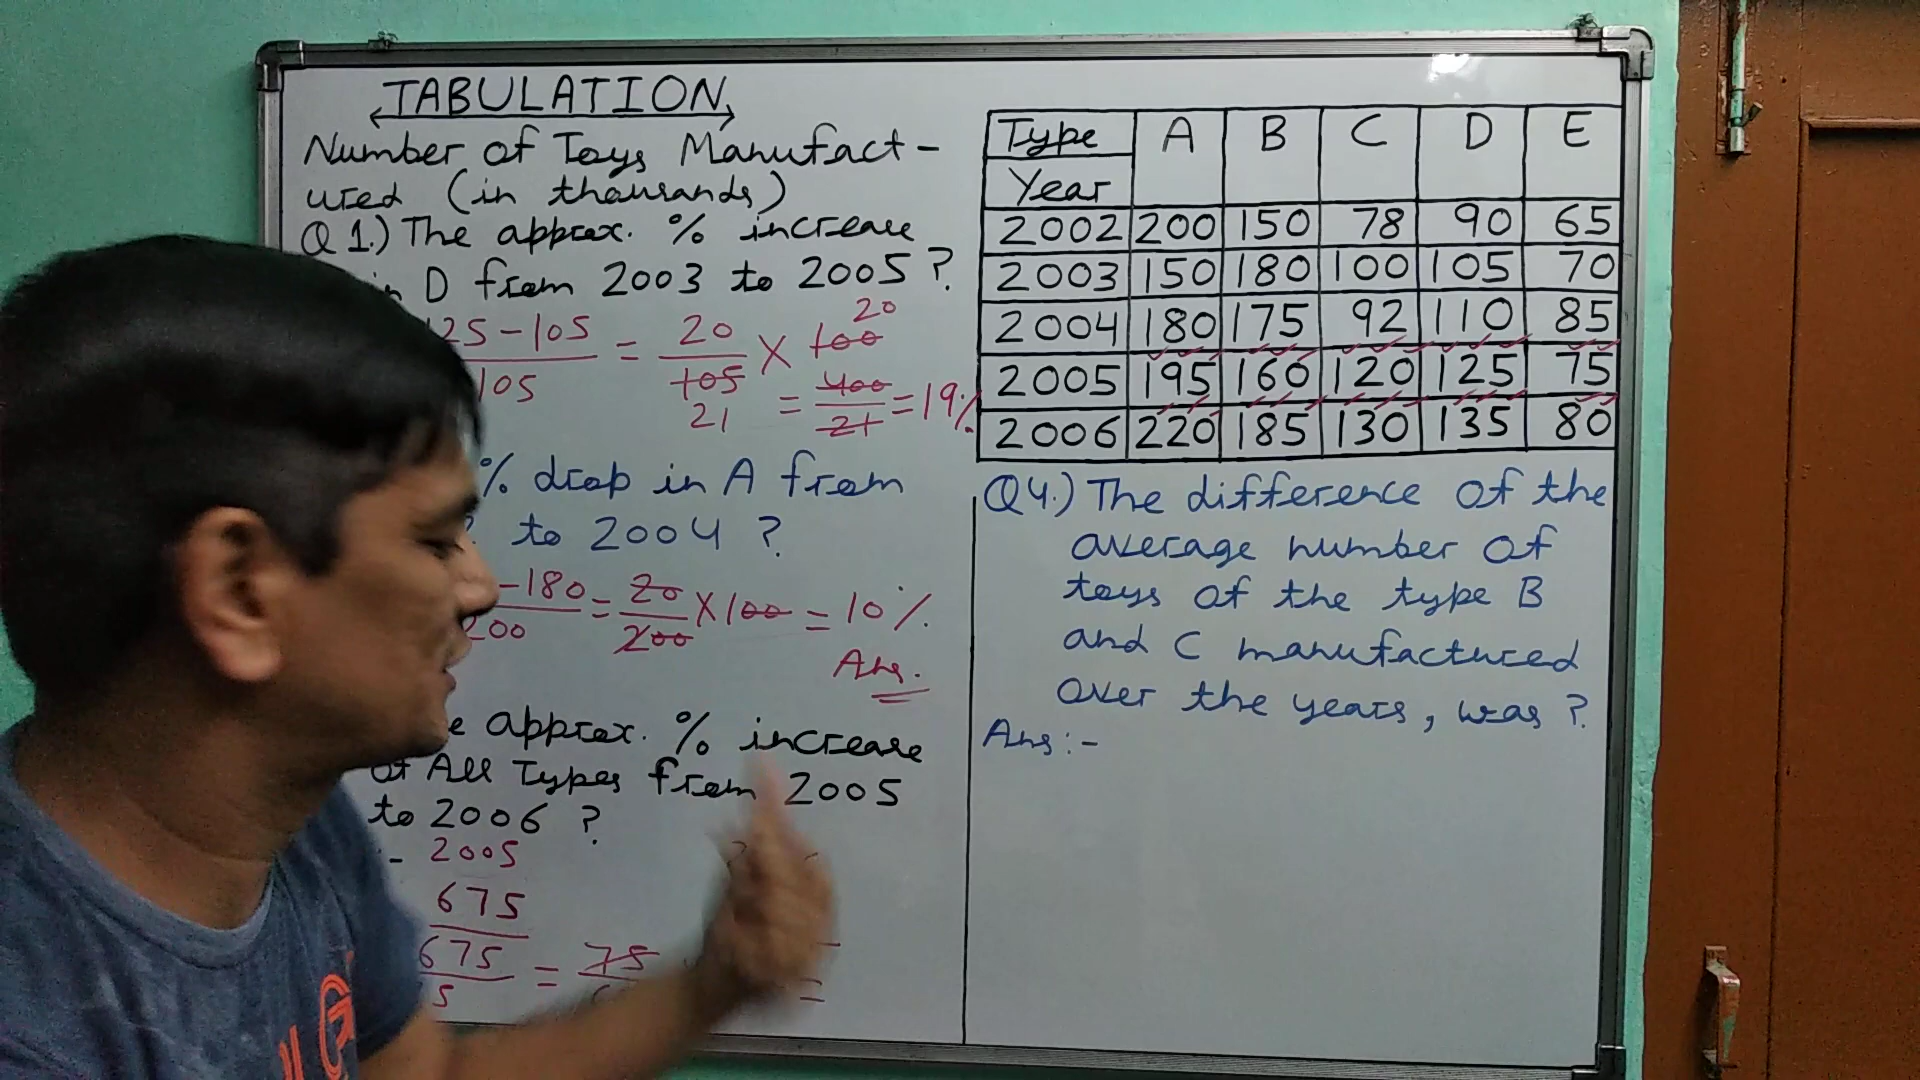 TABULATION
Number of Toys Manufact-
ured (in thousands)
Q1.) The approx. % increase
in D from 2003 to 2005?
25-105 / 105 = 20 / 105 × 100 20
21 = 400 / 21 = 19%
% drop in A from
to 2004?
-180 / 200 = 20 / 200 × 100 = 10%
Ans.
approx. % increase
of All Types from 2005
to 2006?
:- 2005
675
675 / 5 = 75
Type A B C D E
Year
2002 200 150 78 90 65
2003 150 180 100 105 70
2004 180 175 92 110 85
2005 195 160 120 125 75
2006 220 185 130 135 80
Q4.) The difference of the
average number of
toys of the type B
and C manufactured
over the years, was?
Ans:-